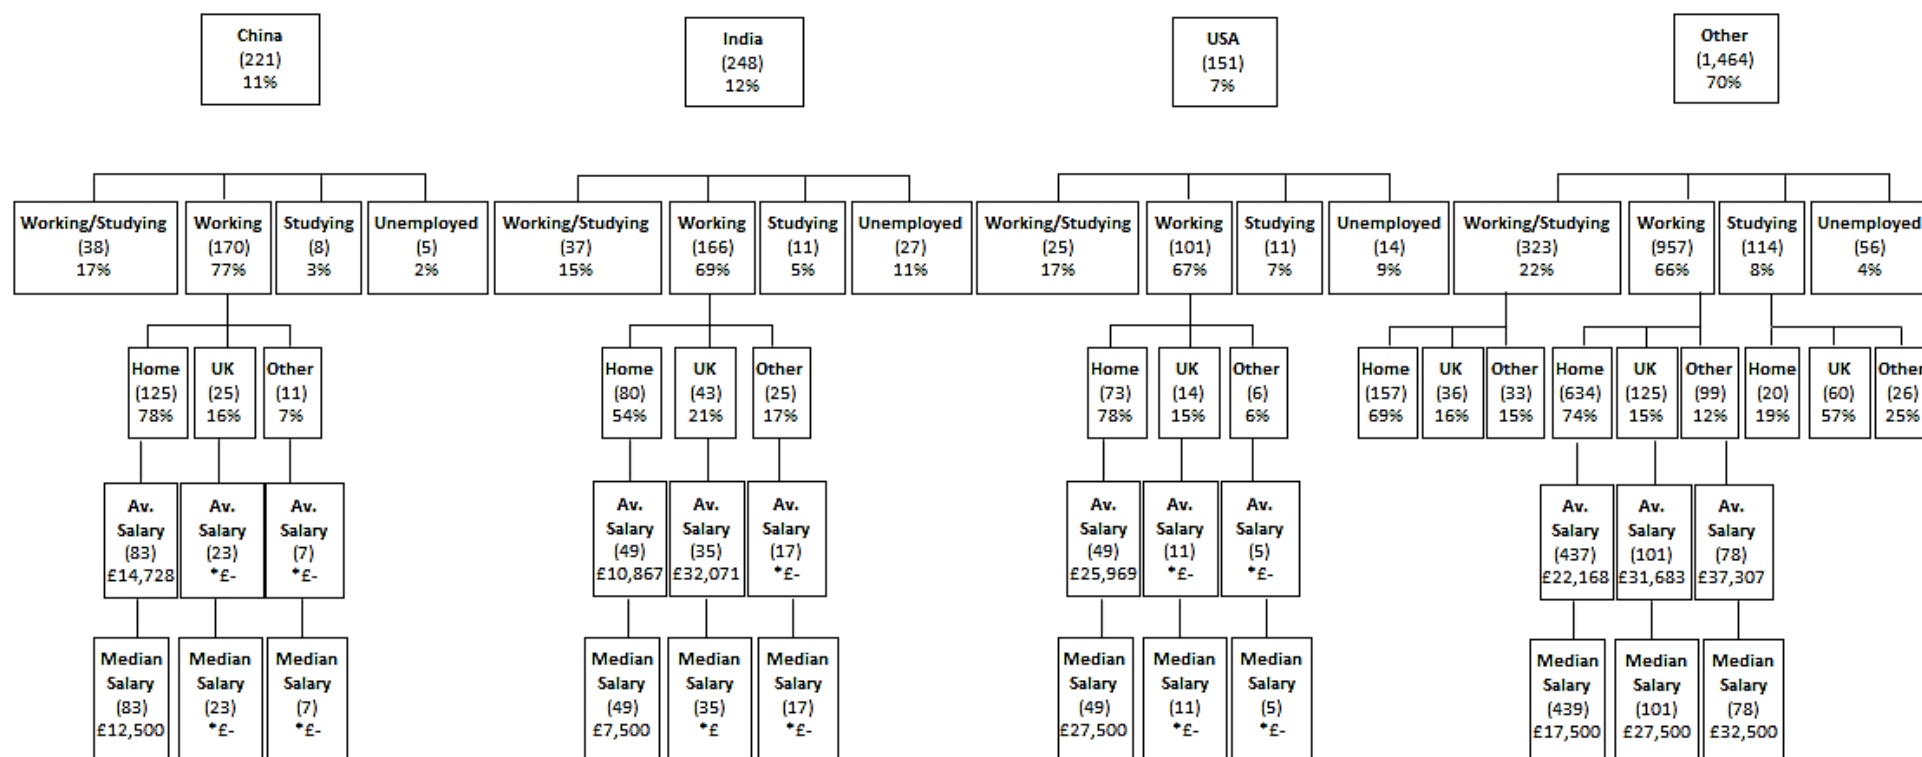 China
(221)
11%
India
(248)
12%
USA
(151)
7%
Other
(1,464)
70%
Working/Studying
(38)
17%
Working
(170)
77%
Studying
(8)
3%
Unemployed
(5)
2%
Working/Studying
(37)
15%
Working
(166)
69%
Studying
(11)
5%
Unemployed
(27)
11%
Working/Studying
(25)
17%
Working
(101)
67%
Studying
(11)
7%
Unemployed
(14)
9%
Working/Studying
(323)
22%
Working
(957)
66%
Studying
(114)
8%
Unemployed
(56)
4%
Home
(125)
78%
UK
(25)
16%
Other
(11)
7%
Home
(80)
54%
UK
(43)
21%
Other
(25)
17%
Home
(73)
78%
UK
(14)
15%
Other
(6)
6%
Home
(157)
69%
UK
(36)
16%
Other
(33)
15%
Home
(634)
74%
UK
(125)
15%
Other
(99)
12%
Home
(20)
19%
UK
(60)
57%
Other
(26)
25%
Av.
Salary
(83)
£14,728
Av.
Salary
(23)
*£-
Av.
Salary
(7)
*£-
Av.
Salary
(49)
£10,867
Av.
Salary
(35)
£32,071
Av.
Salary
(17)
*£-
Av.
Salary
(49)
£25,969
Av.
Salary
(11)
*£-
Av.
Salary
(5)
*£-
Av.
Salary
(437)
£22,168
Av.
Salary
(101)
£31,683
Av.
Salary
(78)
£37,307
Median
Salary
(83)
£12,500
Median
Salary
(23)
*£-
Median
Salary
(7)
*£-
Median
Salary
(49)
£7,500
Median
Salary
(35)
*£
Median
Salary
(17)
*£-
Median
Salary
(49)
£27,500
Median
Salary
(11)
*£-
Median
Salary
(5)
*£-
Median
Salary
(439)
£17,500
Median
Salary
(101)
£27,500
Median
Salary
(78)
£32,500